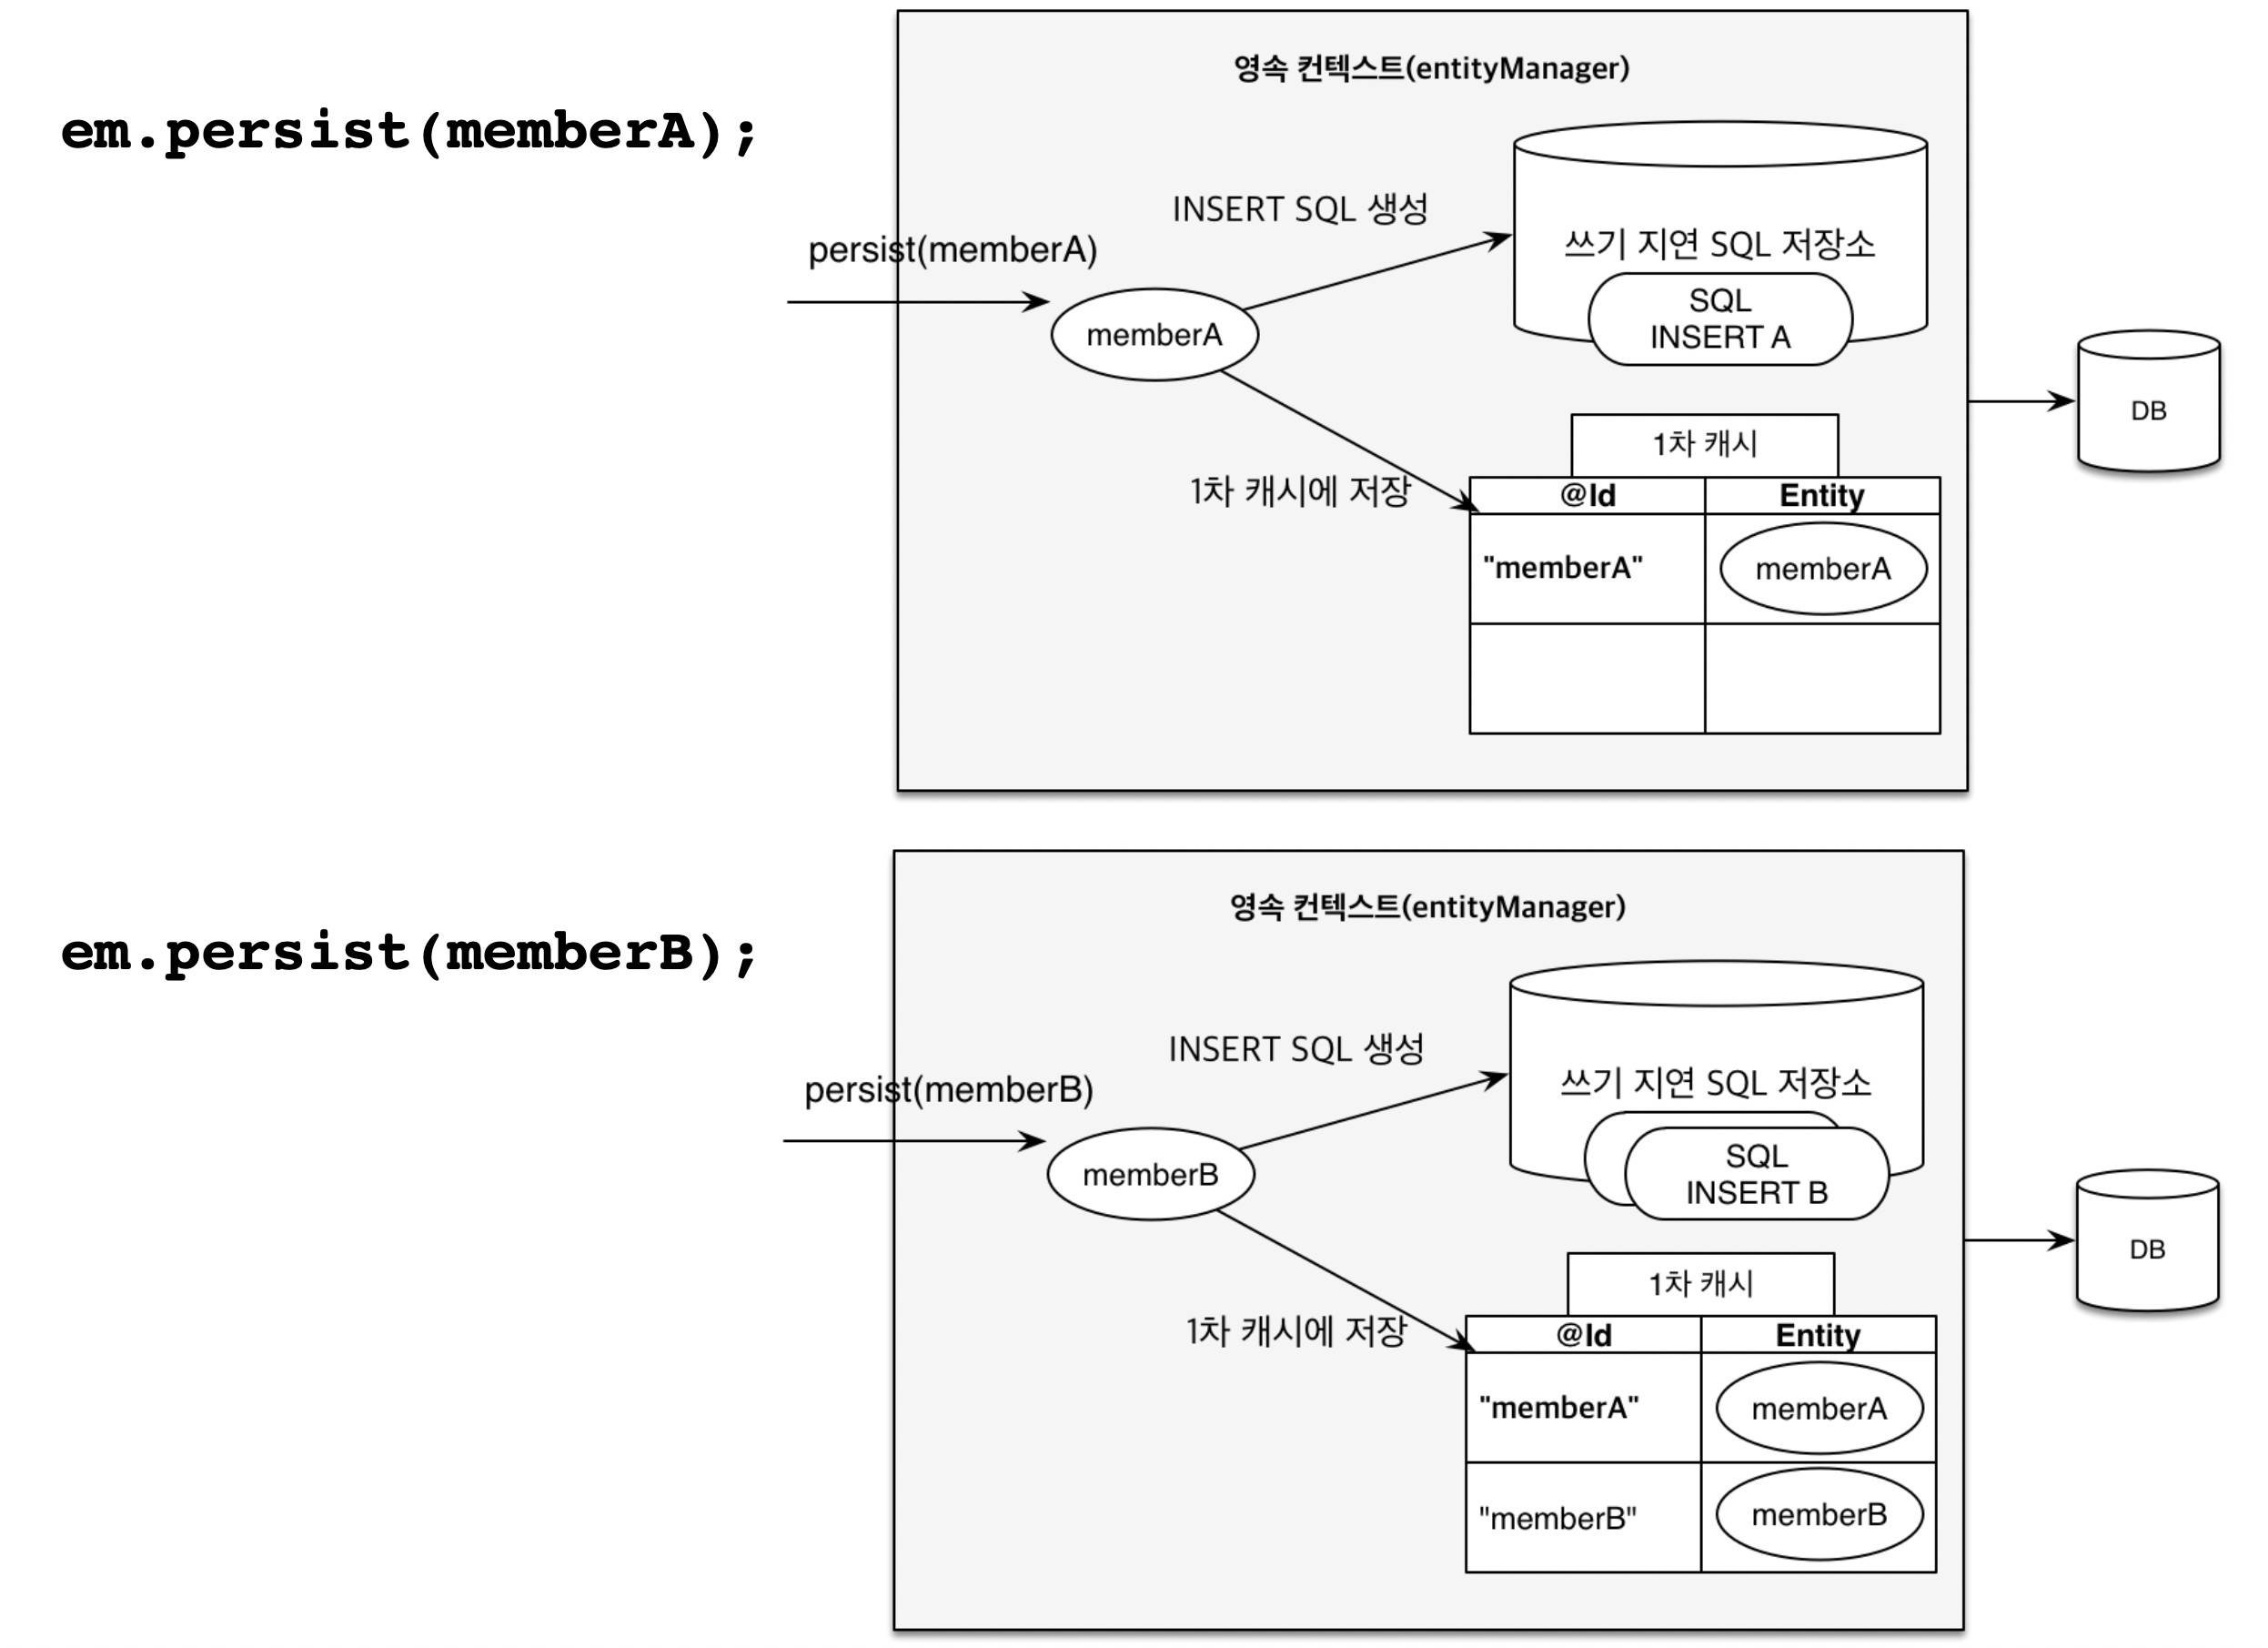 em.persist(memberA);
영속 컨텍스트(entityManager)
INSERT SQL 생성
persist(memberA)
memberA
쓰기 지연 SQL 저장소
SQL
INSERT A
DB
1차 캐시
1차 캐시에 저장
@Id Entity
"memberA" memberA
em.persist(memberB);
영속 컨텍스트(entityManager)
INSERT SQL 생성
persist(memberB)
memberB
쓰기 지연 SQL 저장소
SQL
INSERT B
DB
1차 캐시
1차 캐시에 저장
@Id Entity
"memberA" memberA
"memberB" memberB